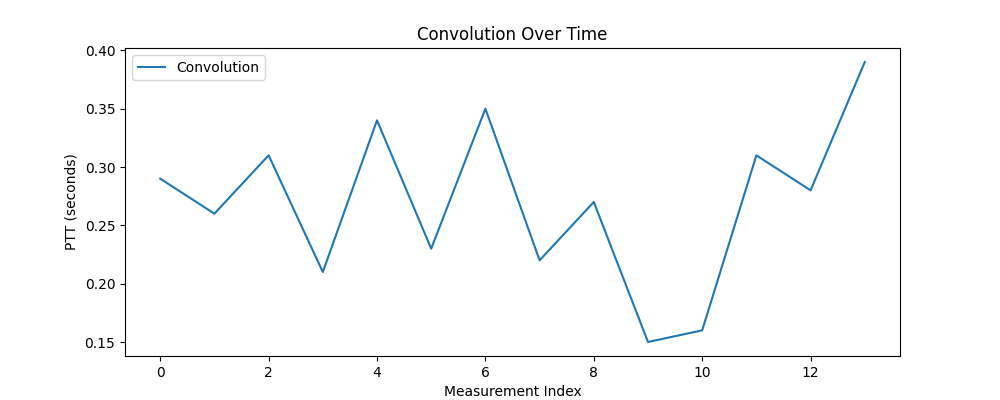 Convolution Over Time
Convolution
PTT (seconds)
0.40
0.35
0.30
0.25
0.20
0.15
0 2 4 6 8 10 12
Measurement Index